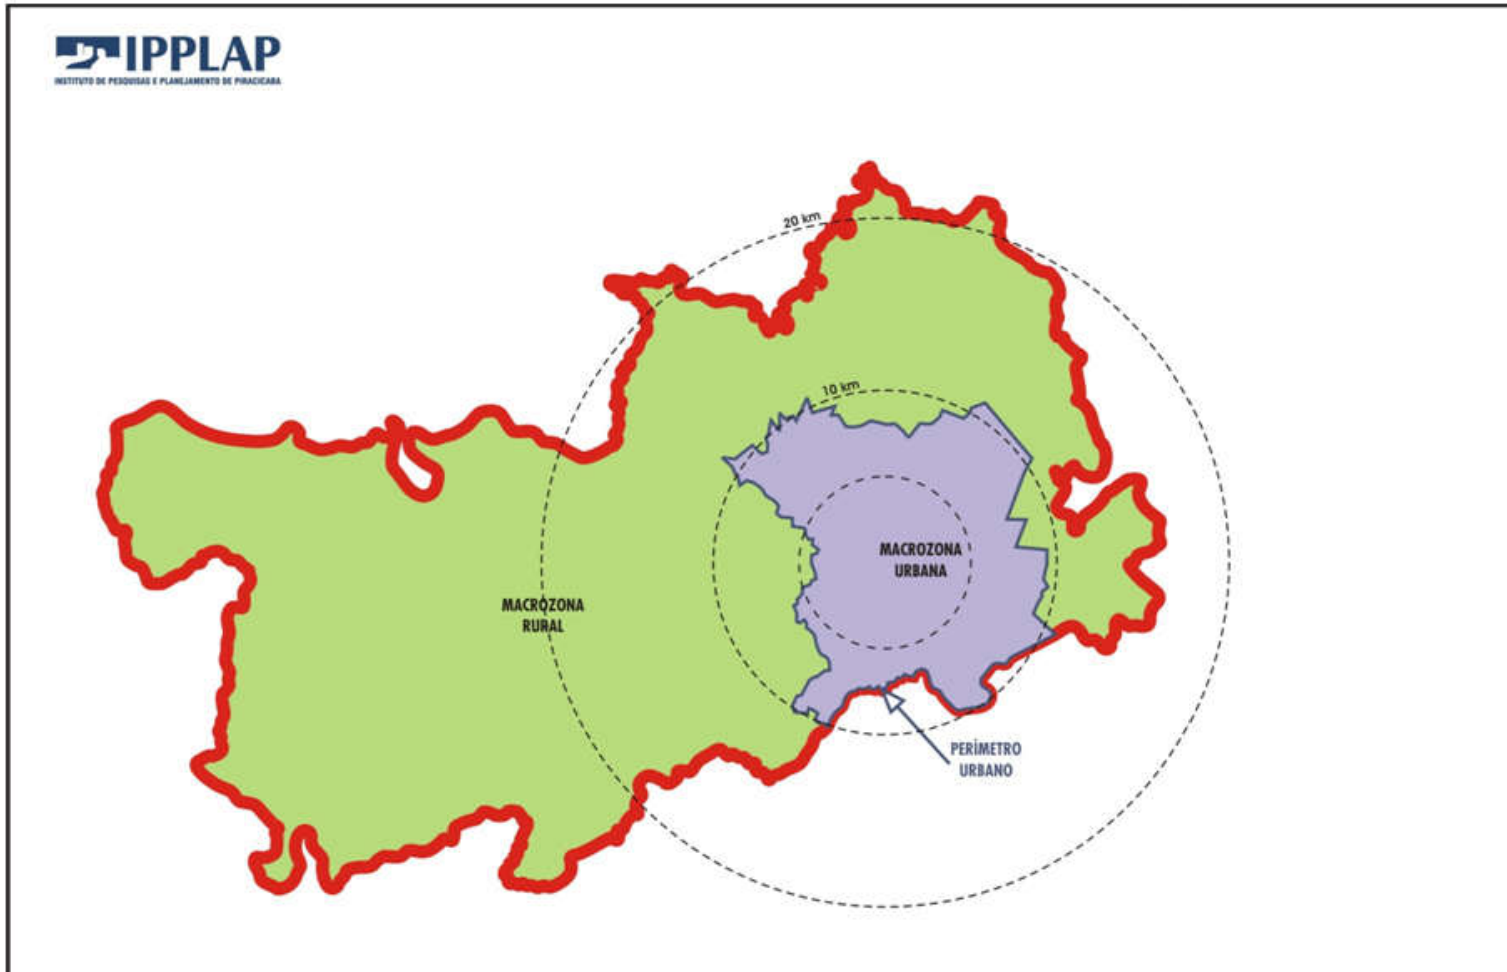 IPPLAP
INSTITUTO DE PESQUISAS E PLANEJAMENTO DE PIRACICABA
20 km
10 km
MACROZONA
URBANA
MACROZONA
RURAL
PERÍMETRO
URBANO